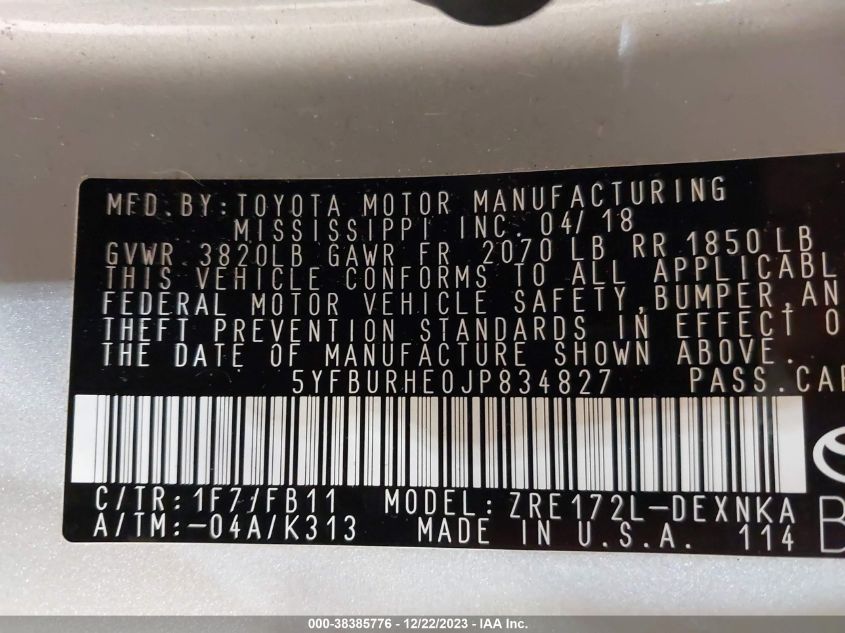 MFD.BY:TOYOTA MOTOR MANUFACTURING
MISSISSIPPI INC. 04/18
GVWR 3820LB GAWR FR 2070 LB RR 1850LB
THIS VEHICLE CONFORMS TO ALL APPLICABL
FEDERAL MOTOR VEHICLE SAFETY,BUMPER,AN
THEFT PREVENTION STANDARDS IN EFFECT O
THE DATE OF MANUFACTURE SHOWN ABOVE.
5YFBURHE0JP834827 PASS.CAR
C/TR:1F7/FB11 MODEL: ZRE172L-DEXNKA
A/TM:-04A/K313 MADE IN U.S.A. 114
000-38385776 - 12/22/2023 - IAA Inc.